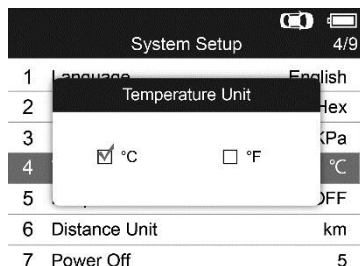 System Setup 4/9
1 Language English
2 Hex
Temperature Unit
3 KPa
°C °F
4 °C
5 OFF
6 Distance Unit km
7 Power Off 5